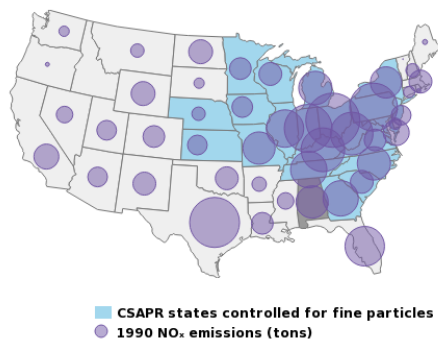 CSAPR states controlled for fine particles
1990 NOₓ emissions (tons)